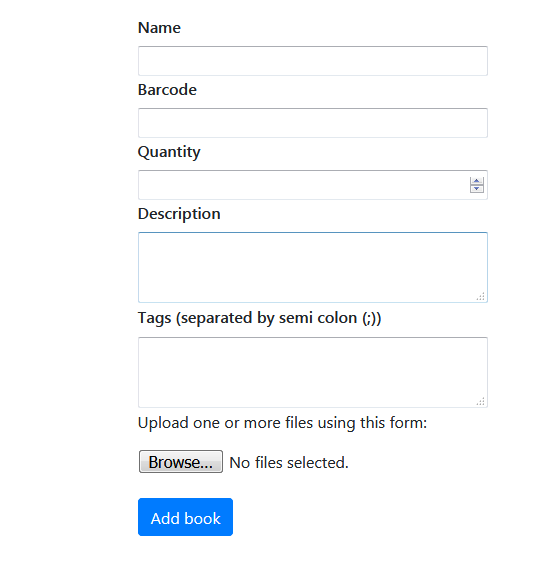 Name
Barcode
Quantity
Description
Tags (separated by semi colon (;))
Upload one or more files using this form:
Browse... No files selected.
Add book